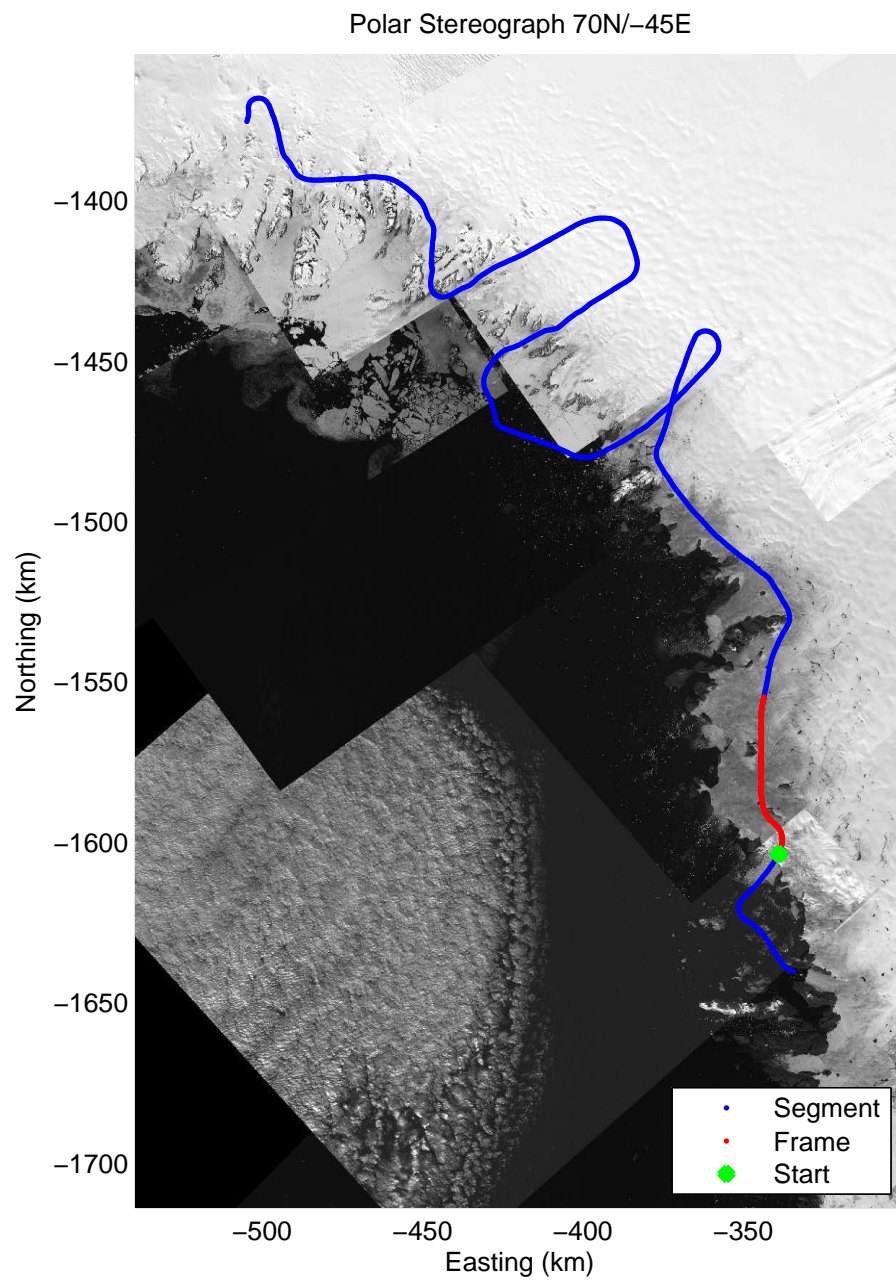 Polar Stereograph 70N/−45E
−1400
−1450
−1500
−1550
−1600
−1650
−1700
Northing (km)
−500
−450
−400
−350
Easting (km)
Segment
Frame
Start